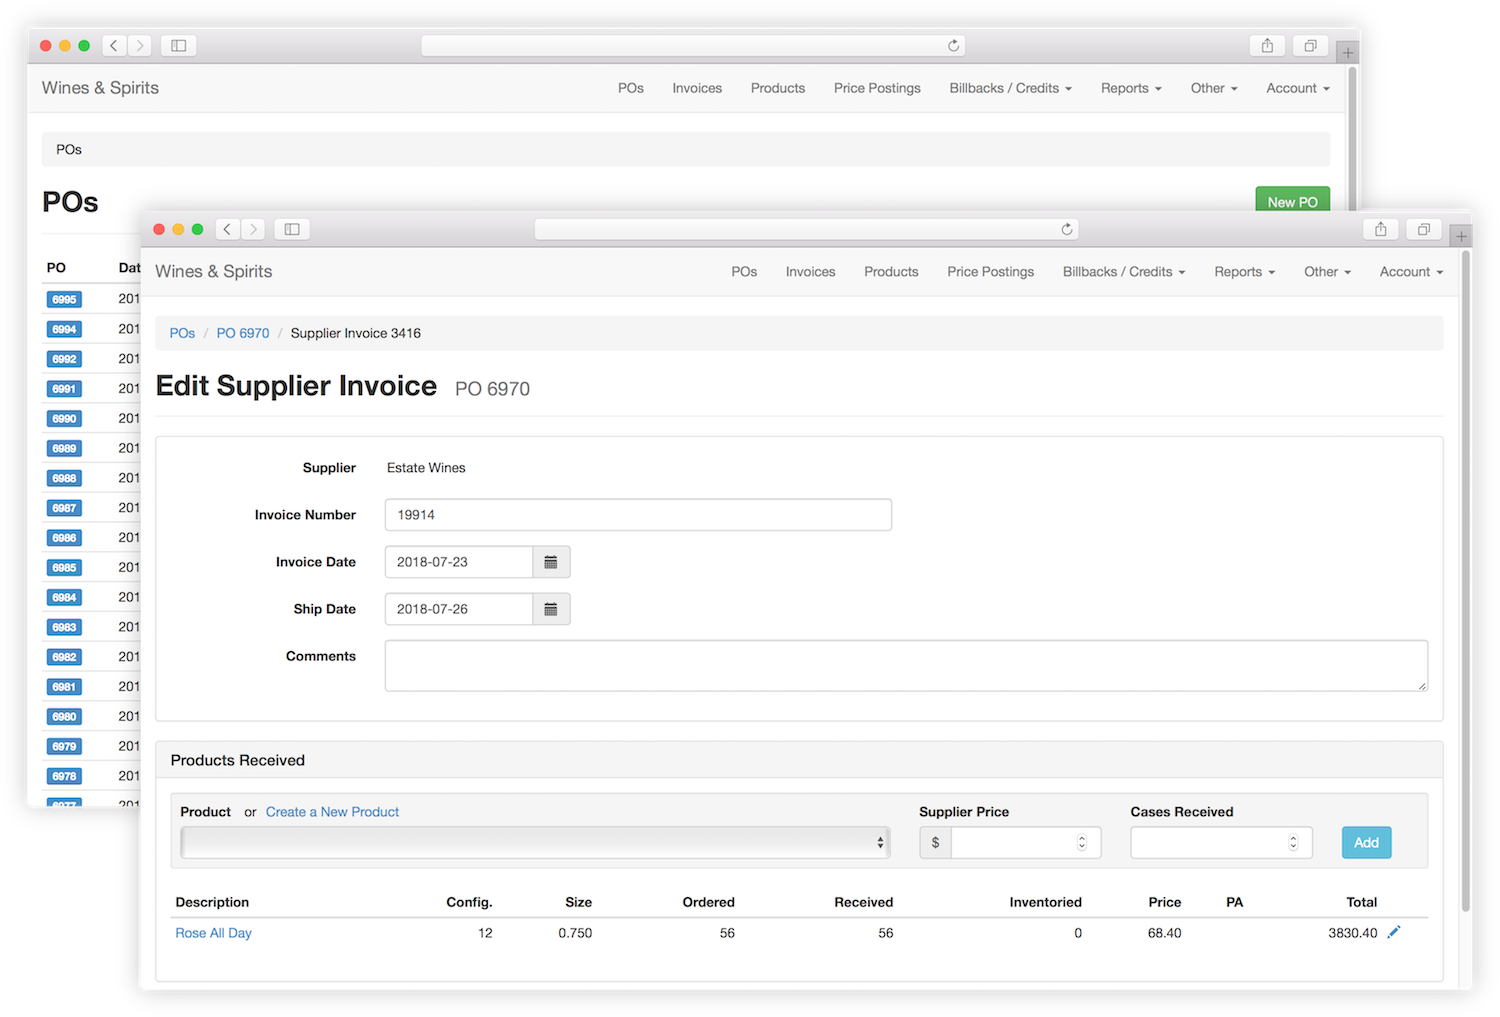 Wines & Spirits POs Invoices Products Price Postings Billbacks / Credits Reports Other Account
POs
POs New PO
PO Dat
6995 201
6994 201
6992 201
6991 201
6990 201
6989 201
6988 201
6987 201
6986 201
6985 201
6984 201
6983 201
6982 201
6981 201
6980 201
6979 201
6978 201
6977 201
Wines & Spirits POs Invoices Products Price Postings Billbacks / Credits Reports Other Account
POs / PO 6970 / Supplier Invoice 3416
Edit Supplier Invoice PO 6970
Supplier Estate Wines
Invoice Number 19914
Invoice Date 2018-07-23
Ship Date 2018-07-26
Comments
Products Received
Product or Create a New Product Supplier Price Cases Received
$ Add
Description Config. Size Ordered Received Inventoried Price PA Total
Rose All Day 12 0.750 56 56 0 68.40 3830.40